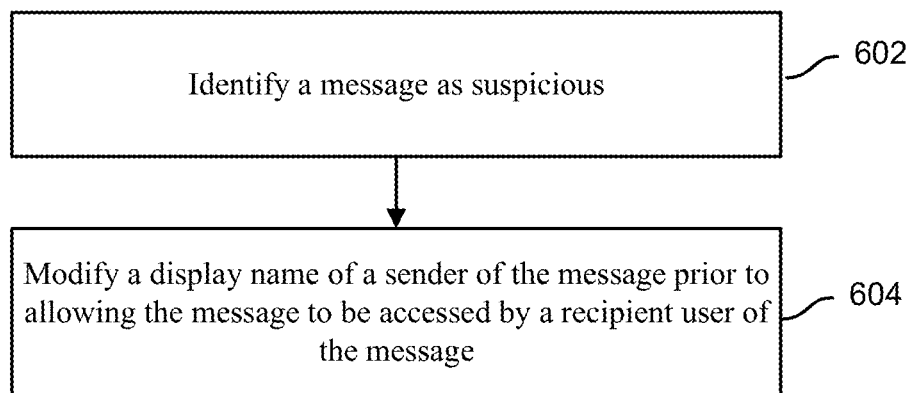 Identify a message as suspicious
602
Modify a display name of a sender of the message prior to
allowing the message to be accessed by a recipient user of
the message
604